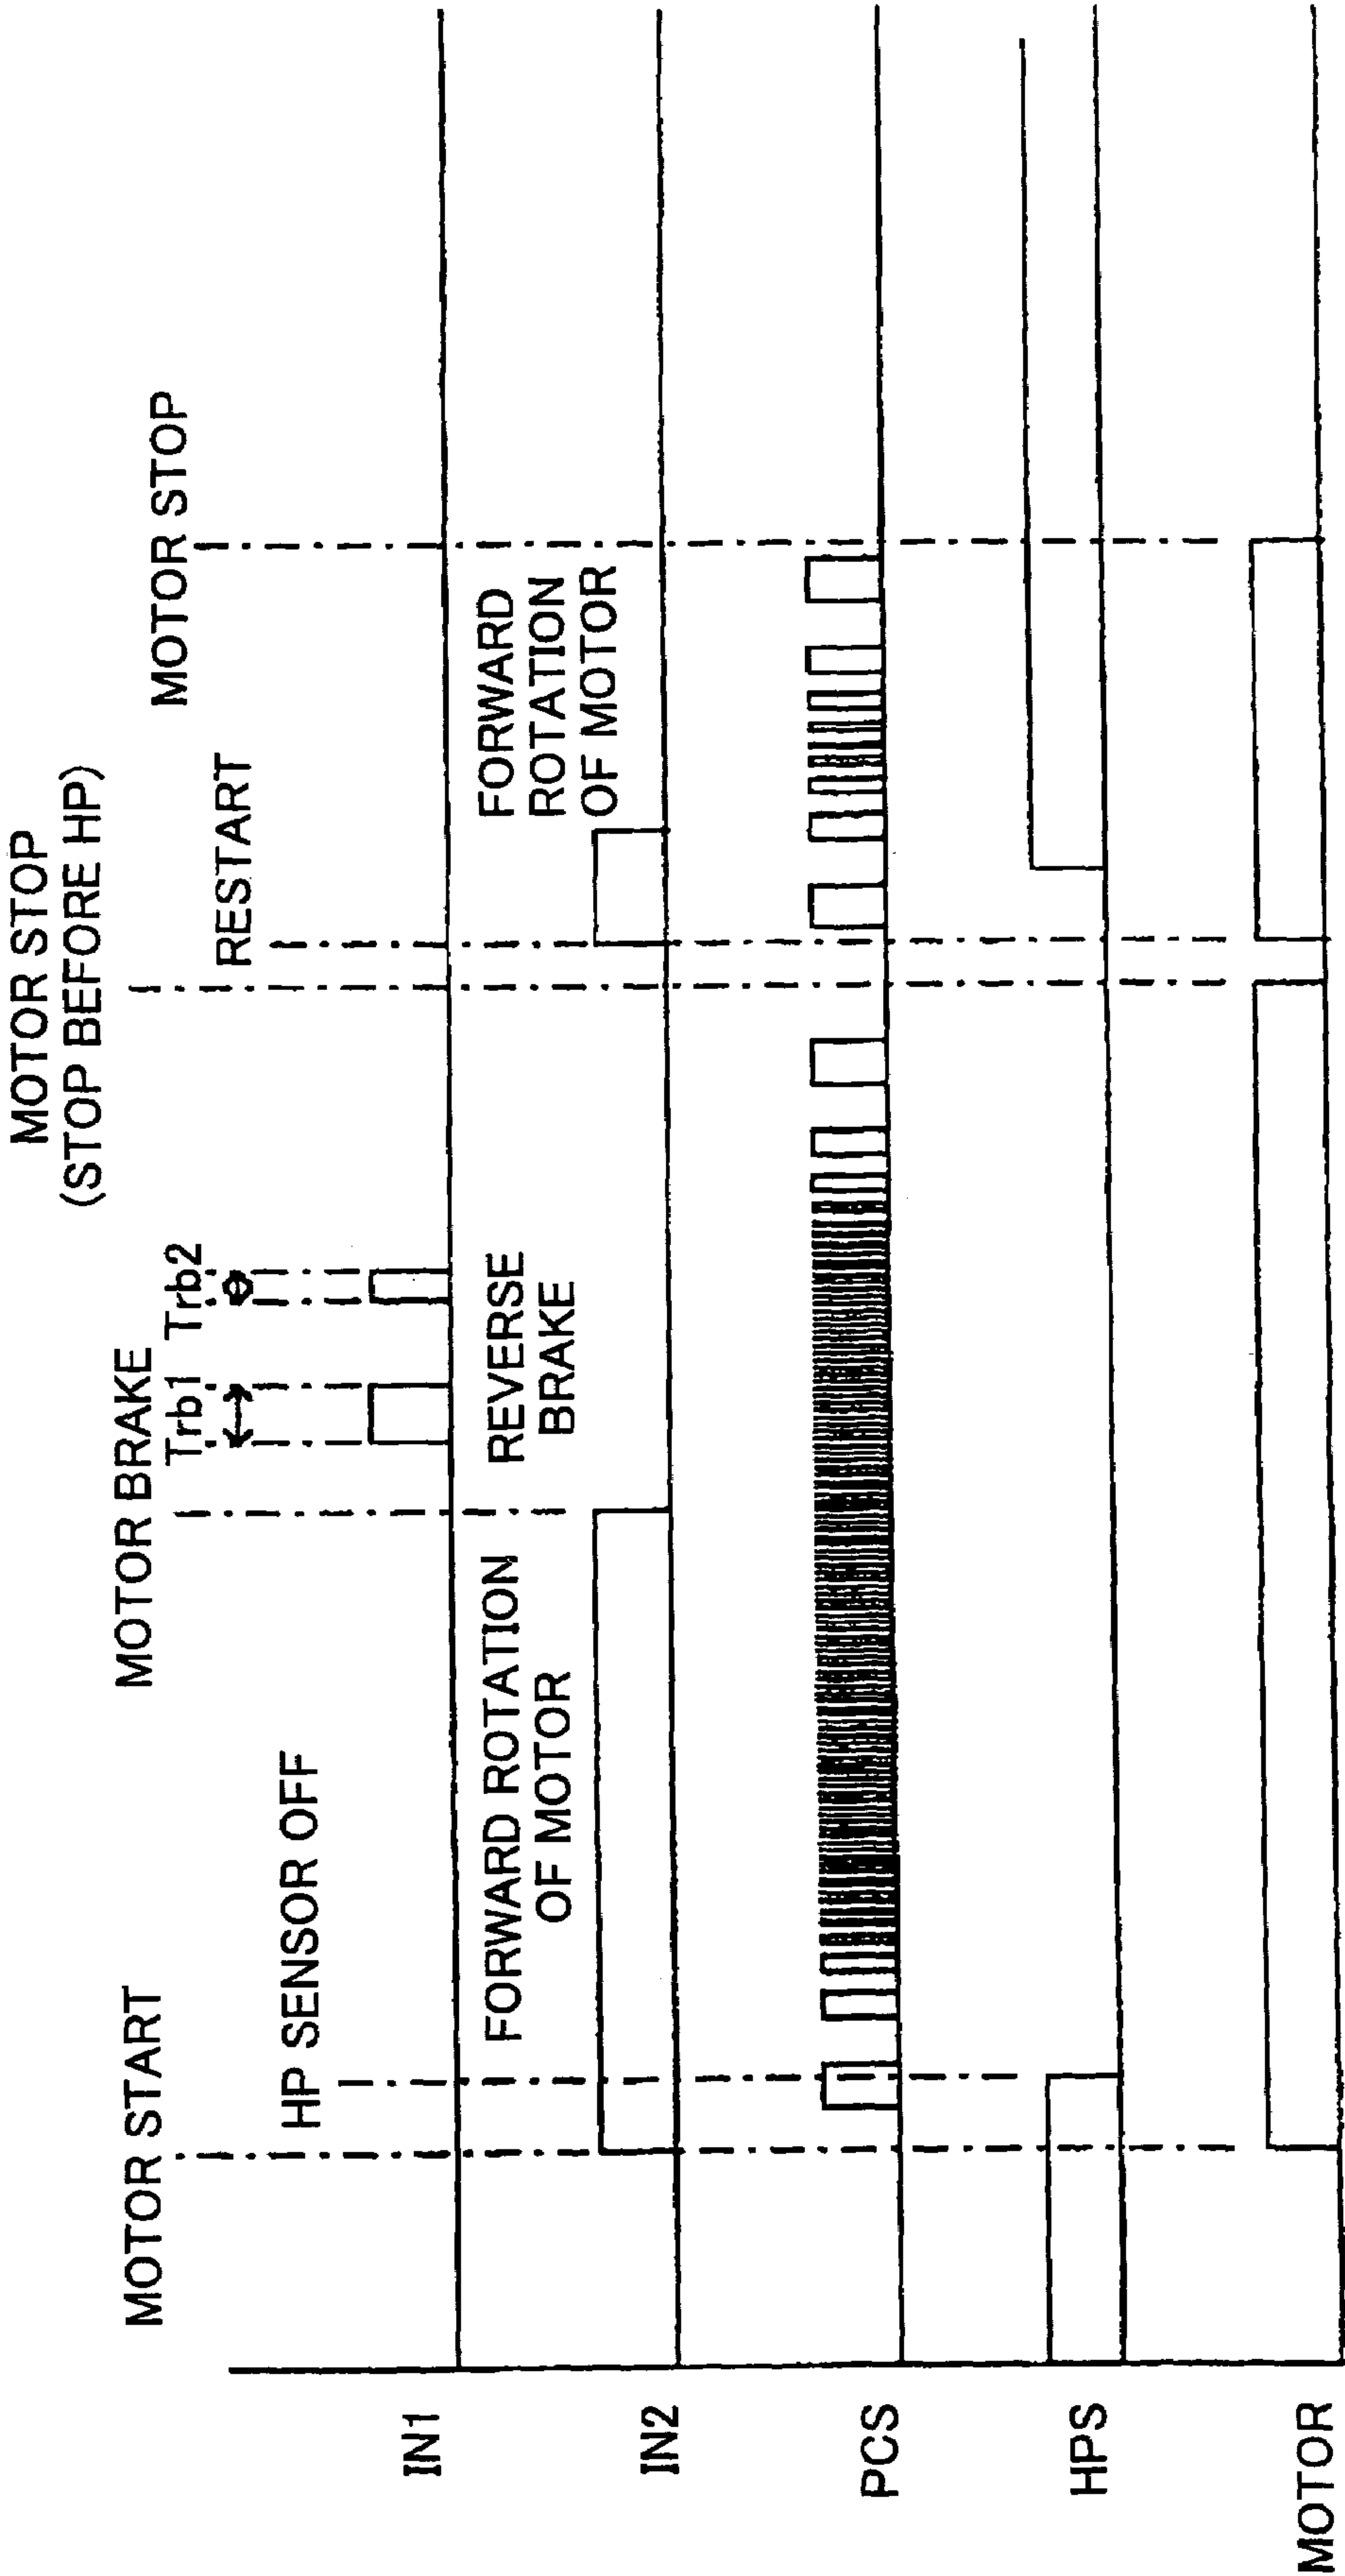 MOTOR STOP
(STOP BEFORE HP)
MOTOR START
MOTOR BRAKE
MOTOR STOP
Trb1
Trb2
RESTART
HP SENSOR OFF
IN1
FORWARD ROTATION
OF MOTOR
REVERSE
BRAKE
FORWARD
ROTATION
OF MOTOR
IN2
PCS
HPS
MOTOR